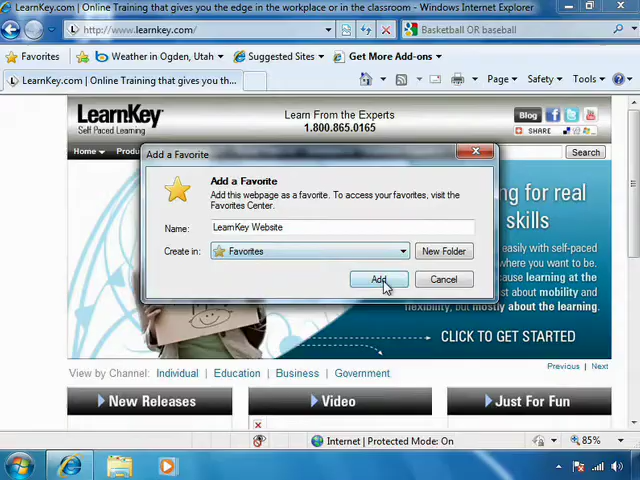 LearnKey.com | Online Training that gives you the edge in the workplace or in the classroom - Windows Internet Explorer
http://www.learnkey.com/
Basketball OR baseball
Favorites
Weather in Ogden, Utah
Suggested Sites
Get More Add-ons
LearnKey.com | Online Training that gives you th...
Page
Safety
Tools
LearnKey
Self Paced Learning
Learn From the Experts
1.800.865.0165
Blog
SHARE
Home
Search
Add a Favorite
Add a Favorite
Add this webpage as a favorite. To access your favorites, visit the
Favorites Center.
Name:
LearnKey Website
Create in:
Favorites
New Folder
Add
Cancel
ng for real
skills
easily with self-paced
because learning at the
st about mobility and
flexibility, but mostly about the learning.
CLICK TO GET STARTED
Previous | Next
View by Channel: Individual | Education | Business | Government
New Releases
Video
Just For Fun
Internet | Protected Mode: On
85%